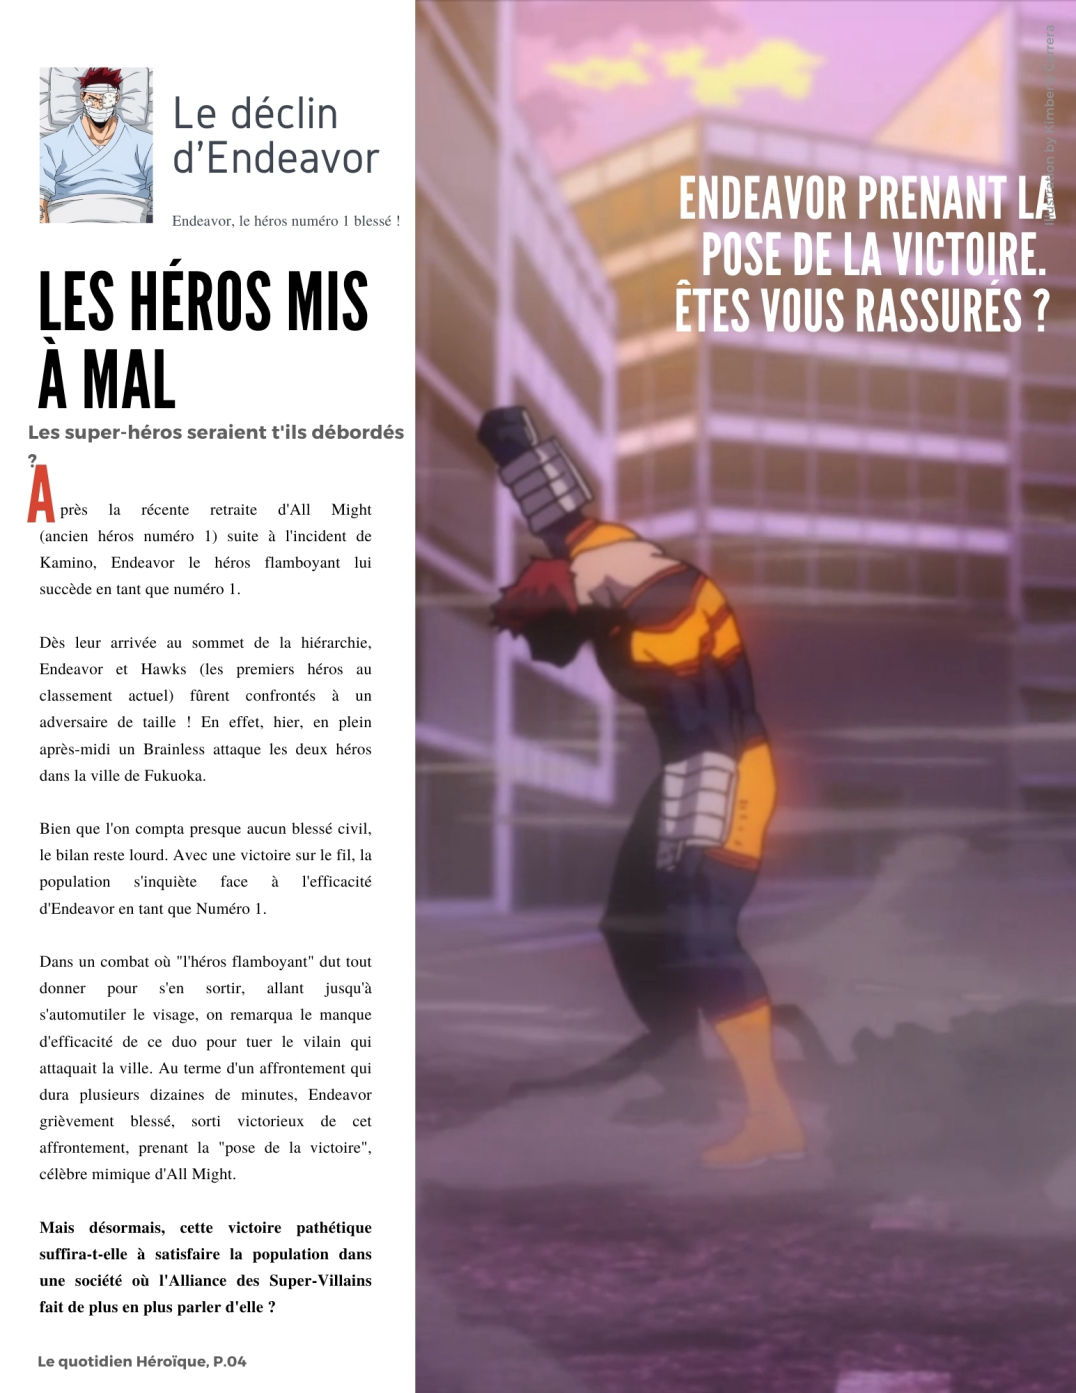 Le déclin
d'Endeavor
Endeavor, le héros numéro 1 blessé !
LES HÉROS MIS
À MAL
Les super-héros seraient t'ils débordés
?
Après la récente retraite d'All Might
(ancien héros numéro 1) suite à l'incident de
Kamino, Endeavor le héros flamboyant lui
succède en tant que numéro 1.
Dès leur arrivée au sommet de la hiérarchie,
Endeavor et Hawks (les premiers héros au
classement actuel) fûrent confrontés à un
adversaire de taille ! En effet, hier, en plein
après-midi un Brainless attaque les deux héros
dans la ville de Fukuoka.
Bien que l'on compta presque aucun blessé civil,
le bilan reste lourd. Avec une victoire sur le fil, la
population s'inquiète face à l'efficacité
d'Endeavor en tant que Numéro 1.
Dans un combat où "l'héros flamboyant" dut tout
donner pour s'en sortir, allant jusqu'à
s'automutiler le visage, on remarqua le manque
d'efficacité de ce duo pour tuer le vilain qui
attaquait la ville. Au terme d'un affrontement qui
dura plusieurs dizaines de minutes, Endeavor
grièvement blessé, sorti victorieux de cet
affrontement, prenant la "pose de la victoire",
célèbre mimique d'All Might.
Mais désormais, cette victoire pathétique
suffira-t-elle à satisfaire la population dans
une société où l'Alliance des Super-Villains
fait de plus en plus parler d'elle ?
Le quotidien Héroïque, P.04
ENDEAVOR PRENANT LA
POSE DE LA VICTOIRE.
ÊTES VOUS RASSURÉS ?
by